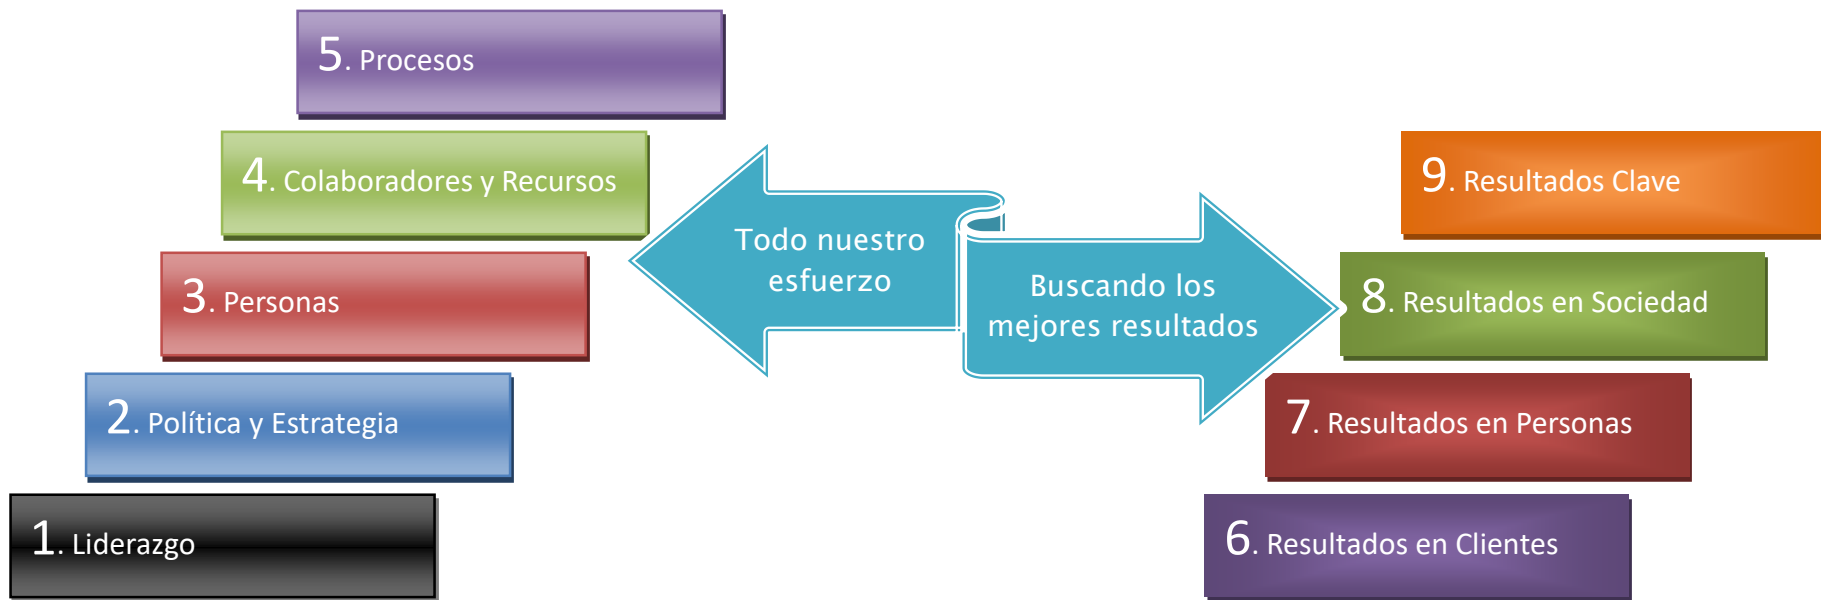 5. Procesos
4. Colaboradores y Recursos
3. Personas
2. Política y Estrategia
1. Liderazgo
Todo nuestro
esfuerzo
Buscando los
mejores resultados
9. Resultados Clave
8. Resultados en Sociedad
7. Resultados en Personas
6. Resultados en Clientes